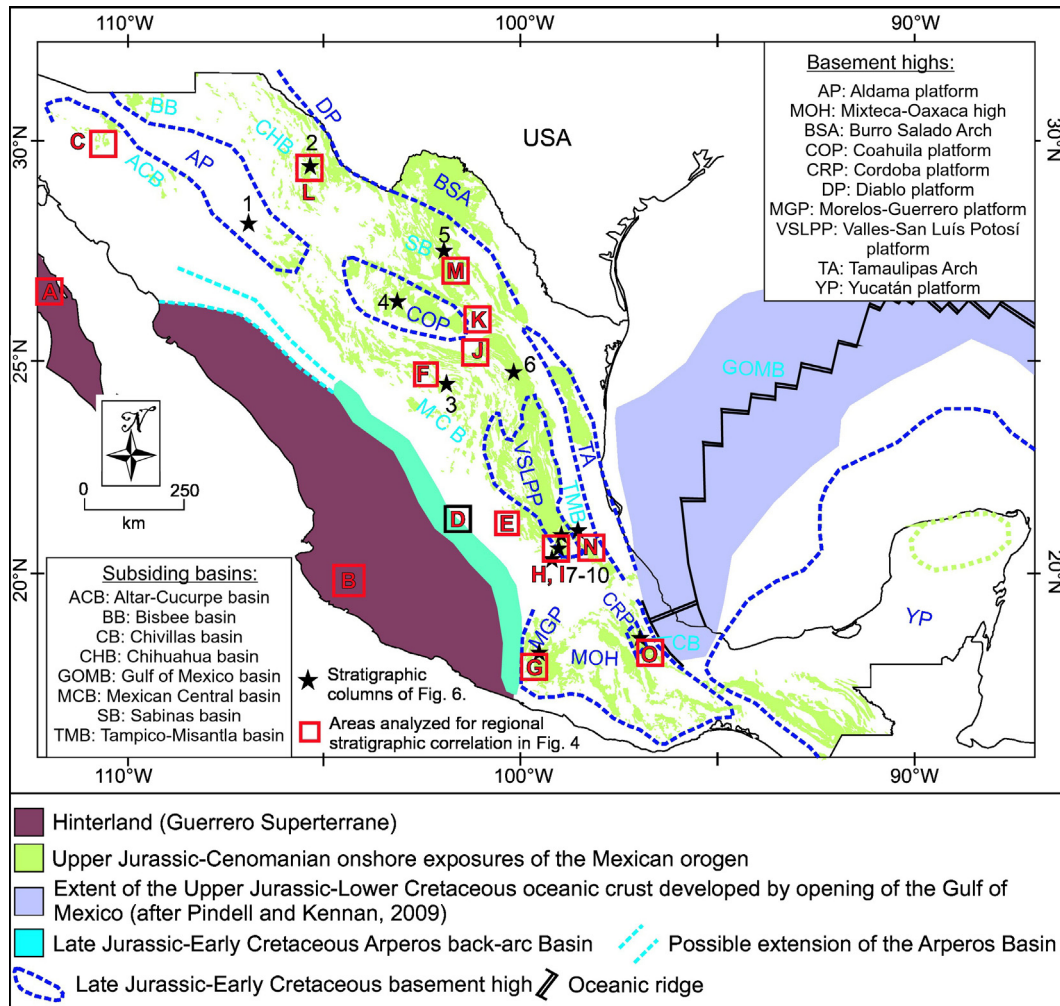 110°W
100°W
90°W
30°N
30°N
25°N
20°N
20°N
Basement highs:
AP: Aldama platform
MOH: Mixteca-Oaxaca high
BSA: Burro Salado Arch
COP: Coahuila platform
CRP: Cordoba platform
DP: Diablo platform
MGP: Morelos-Guerrero platform
VSLPP: Valles-San Luís Potosí
platform
TA: Tamaulipas Arch
YP: Yucatán platform
USA
BB
DP
CHB
C
ACB
AP
2
L
BSA
1
5
SB
M
A
4
COP
K
J
F
3
6
MCB
GOMB
N
0
250
km
VSLPP
TA
TMB
D
E
N
H, I
7-10
B
CRP
MGP
MOH
G
O
TCB
YP
Subsiding basins:
ACB: Altar-Cucurpe basin
BB: Bisbee basin
CB: Chivillas basin
CHB: Chihuahua basin
GOMB: Gulf of Mexico basin
MCB: Mexican Central basin
SB: Sabinas basin
TMB: Tampico-Misantla basin
Stratigraphic
columns of Fig. 6.
Areas analyzed for regional
stratigraphic correlation in Fig. 4
110°W
100°W
90°W
Hinterland (Guerrero Superterrane)
Upper Jurassic-Cenomanian onshore exposures of the Mexican orogen
Extent of the Upper Jurassic-Lower Cretaceous oceanic crust developed by opening of the Gulf of
Mexico (after Pindell and Kennan, 2009)
Late Jurassic-Early Cretaceous Arperos back-arc Basin
Possible extension of the Arperos Basin
Late Jurassic-Early Cretaceous basement high
Oceanic ridge